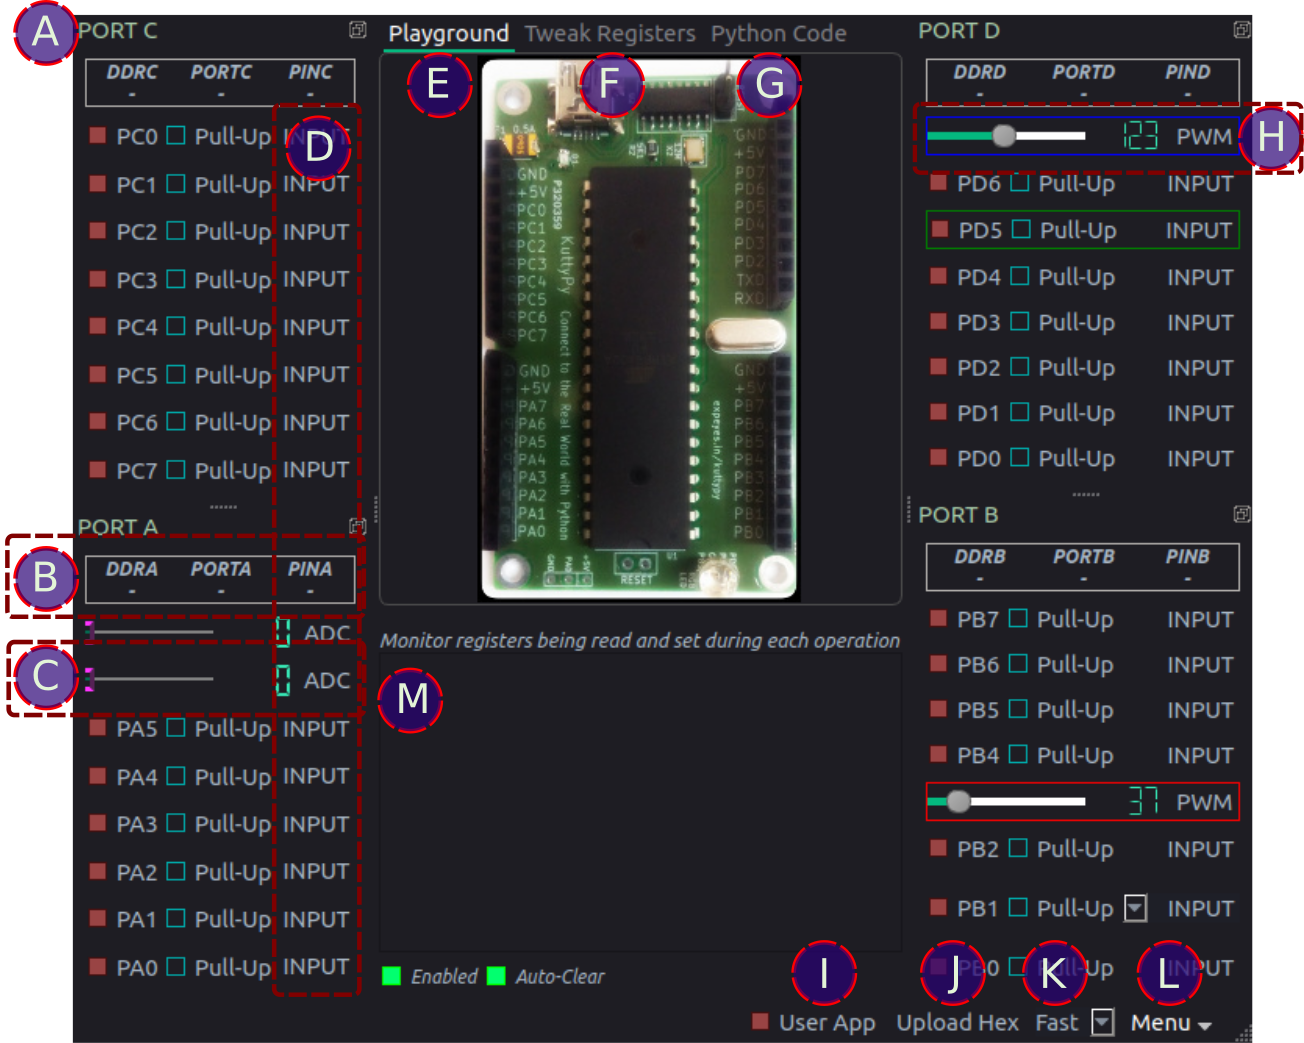 A
PORT C
DDRC PORTC PINC
- - -
PC0 Pull-Up INPUT
D
PC1 Pull-Up INPUT
PC2 Pull-Up INPUT
PC3 Pull-Up INPUT
PC4 Pull-Up INPUT
PC5 Pull-Up INPUT
PC6 Pull-Up INPUT
PC7 Pull-Up INPUT
PORT A
B
DDRA PORTA PINA
- - -
0 ADC
C
0 ADC
PA5 Pull-Up INPUT
PA4 Pull-Up INPUT
PA3 Pull-Up INPUT
PA2 Pull-Up INPUT
PA1 Pull-Up INPUT
PA0 Pull-Up INPUT
Playground Tweak Registers Python Code
E F G
0.5A
GND
+5V
PC0
PC1
PC2
PC3
PC4
PC5
PC6
PC7
GND
+5V
PA7
PA6
PA5
PA4
PA3
PA2
PA1
PA0
P320359
KuttyPy Connect to the Real World with Python
GND
+5V
PD7
PD6
PD5
PD4
PD3
PD2
TXD
RXD
GND
+5V
PB7
PB6
PB5
PB4
PB3
PB2
PB1
PB0
expeyes.in/kuttypy
GND PA0 +5V
RESET
Monitor registers being read and set during each operation
M
Enabled Auto-Clear
PORT D
DDRD PORTD PIND
- - -
123 PWM
H
PD6 Pull-Up INPUT
PD5 Pull-Up INPUT
PD4 Pull-Up INPUT
PD3 Pull-Up INPUT
PD2 Pull-Up INPUT
PD1 Pull-Up INPUT
PD0 Pull-Up INPUT
PORT B
DDRB PORTB PINB
- - -
PB7 Pull-Up INPUT
PB6 Pull-Up INPUT
PB5 Pull-Up INPUT
PB4 Pull-Up INPUT
37 PWM
PB2 Pull-Up INPUT
PB1 Pull-Up INPUT
PB0 Pull-Up INPUT
I J K L
User App Upload Hex Fast Menu